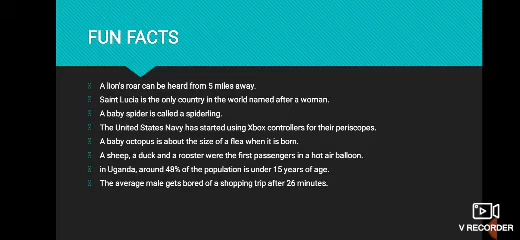 FUN FACTS
A lion's roar can be heard from 5 miles away.
Saint Lucia is the only country in the world named after a woman.
A baby spider is called a spiderling.
The United States Navy has started using Xbox controllers for their periscopes.
A baby octopus is about the size of a flea when it is born.
A sheep, a duck and a rooster were the first passengers in a hot air balloon.
in Uganda, around 48% of the population is under 15 years of age.
The average male gets bored of a shopping trip after 26 minutes.
V RECORDER